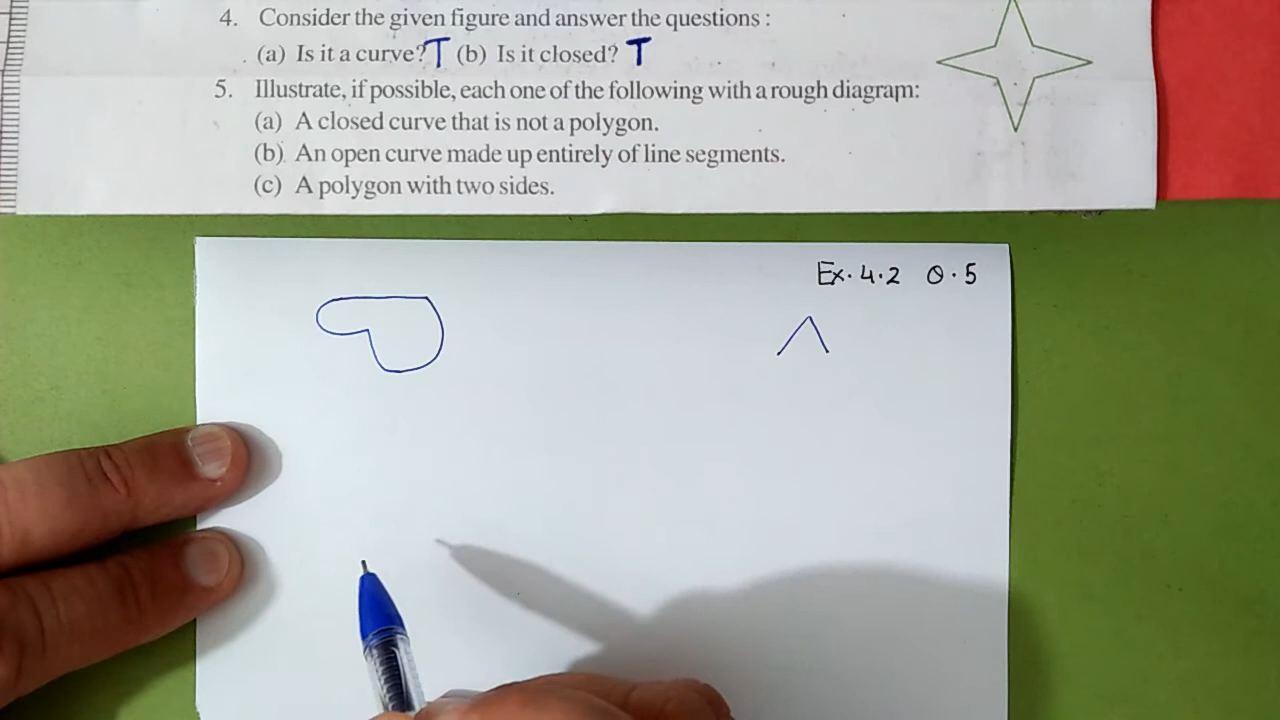 4. Consider the given figure and answer the questions :
(a) Is it a curve? T (b) Is it closed? T
5. Illustrate, if possible, each one of the following with a rough diagram:
(a) A closed curve that is not a polygon.
(b) An open curve made up entirely of line segments.
(c) A polygon with two sides.
Ex. 4.2 Q.5